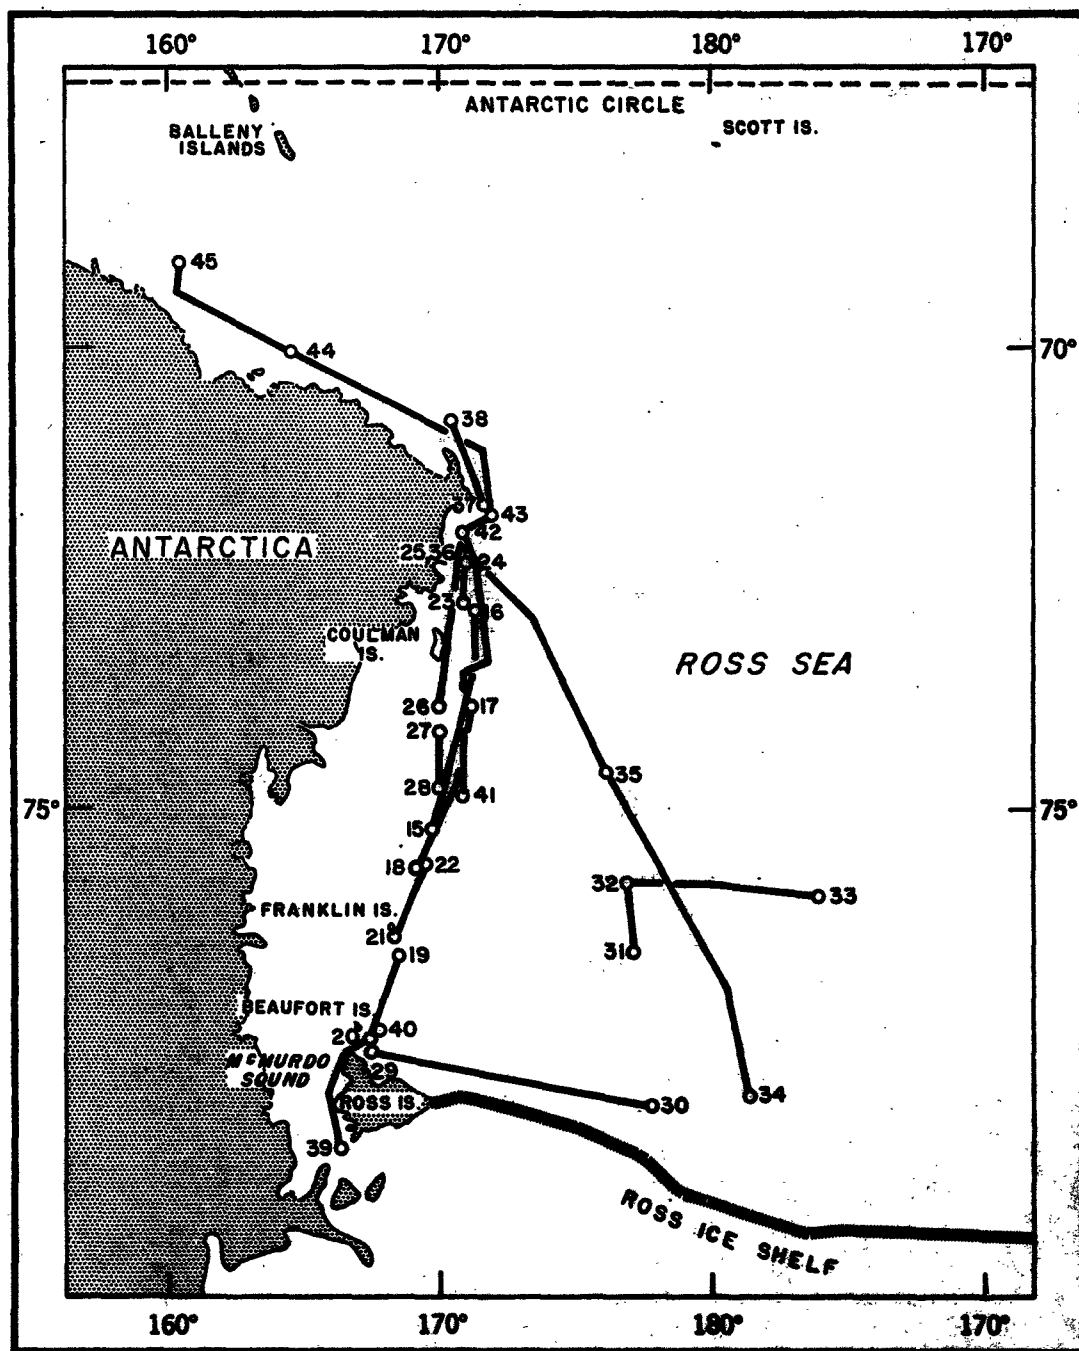 160° 170° 180° 170°
ANTARCTIC CIRCLE
SCOTT IS.
BALLENY
ISLANDS
45
44
70°
38
37
43
42
25,36
24
ANTARCTICA
23
16
COULMAN
IS.
ROSS SEA
26
17
27
35
28
41
75°
75°
15
18
22
32
33
FRANKLIN IS.
21
19
31
BEAUFORT IS.
40
20
McMURDO
SOUND
29
ROSS IS.
30
34
39
ROSS ICE SHELF
160° 170° 180° 170°